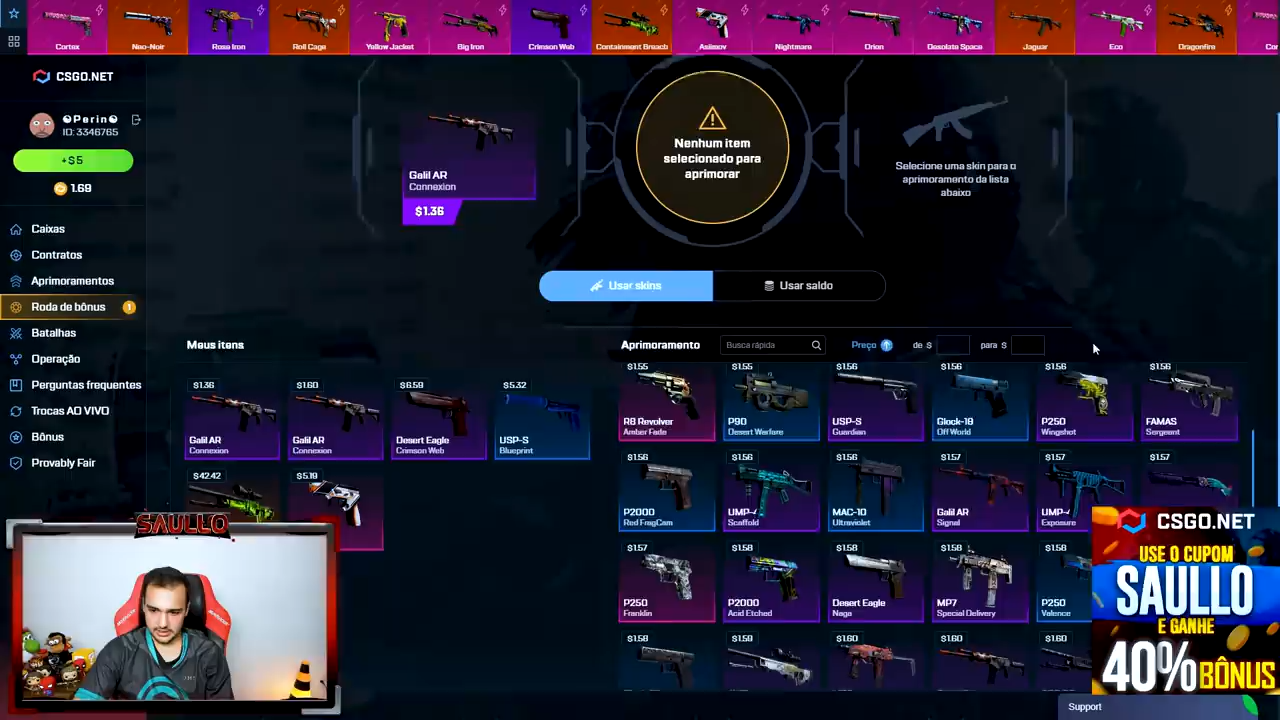 Cortex
Neo-Noir
Rose Iron
Roll Cage
Yellow Jacket
Big Iron
Crimson Web
Containment Breach
Asiimov
Nightmare
Orion
Desolate Space
Jaguar
Eco
Dragonfire
CSGO.NET
Perin
ID: 3346765
+$5
1.69
Caixas
Contratos
Aprimoramentos
Roda de bônus
1
Batalhas
Operação
Perguntas frequentes
Trocas AO VIVO
Bônus
Provably Fair
Galil AR
Connexion
$1.36
Nenhum item
selecionado para
aprimorar
Selecione uma skin para o
aprimoramento da lista
abaixo
Usar skins
Usar saldo
Meus itens
$1.36
Galil AR
Connexion
$1.60
Galil AR
Connexion
$6.59
Desert Eagle
Crimson Web
$5.32
USP-S
Blueprint
$42.42
$5.19
Aprimoramento
Busca rápida
Preço
de $
para $
$1.55
R8 Revolver
Amber Fade
$1.55
P90
Desert Warfare
$1.56
USP-S
Guardian
$1.56
Glock-18
Off World
$1.56
P250
Wingshot
$1.56
FAMAS
Sergeant
$1.56
P2000
Red FragCam
$1.56
UMP-4
Scaffold
$1.56
MAC-10
Ultraviolet
$1.57
Galil AR
Signal
$1.57
UMP-4
Exposure
$1.57
$1.57
P250
Franklin
$1.58
P2000
Acid Etched
$1.58
Desert Eagle
Naga
$1.58
MP7
Special Delivery
$1.58
P250
Valence
$1.58
$1.59
$1.60
$1.60
$1.60
SAULLO
CSGO.NET
USE O CUPOM
SAULLO
E GANHE
40% BÔNUS
Support